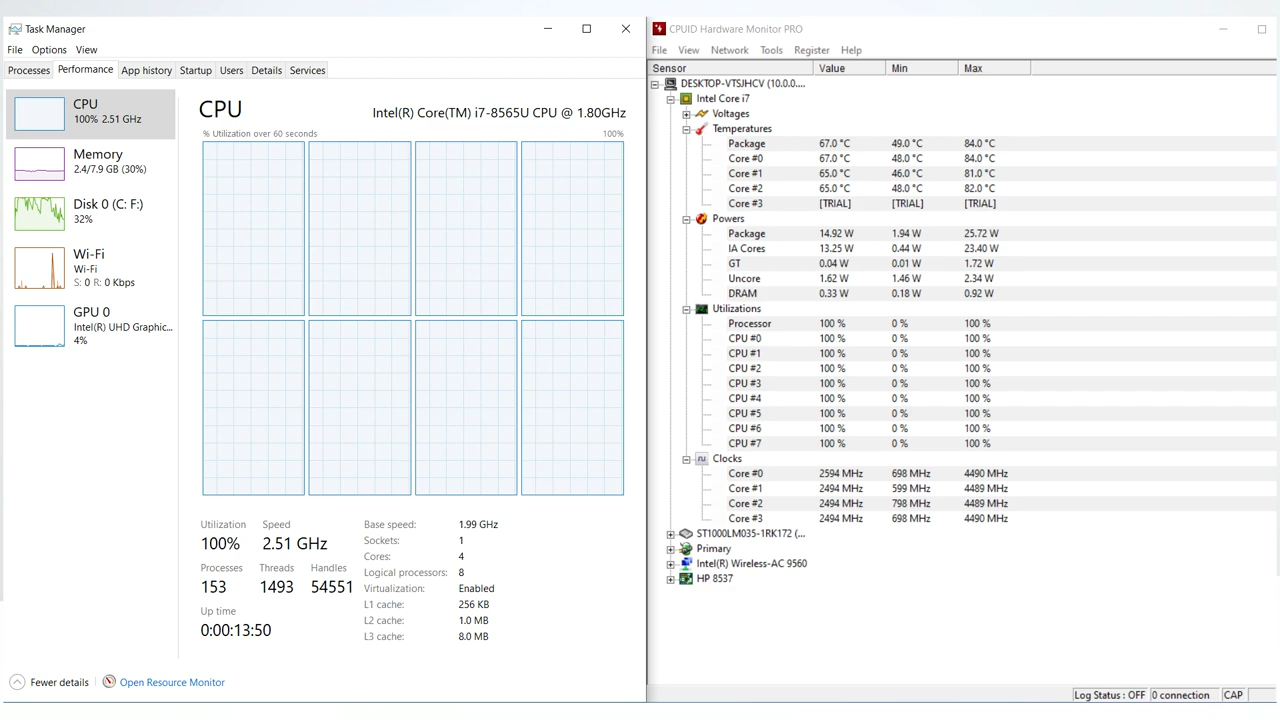 Task Manager
File Options View
Processes Performance App history Startup Users Details Services
CPU
100% 2.51 GHz
Memory
2.4/7.9 GB (30%)
Disk 0 (C: F:)
32%
Wi-Fi
Wi-Fi
S: 0 R: 0 Kbps
GPU 0
Intel(R) UHD Graphic...
4%
CPU
Intel(R) Core(TM) i7-8565U CPU @ 1.80GHz
% Utilization over 60 seconds 100%
Utilization Speed
100% 2.51 GHz
Processes Threads Handles
153 1493 54551
Up time
0:00:13:50
Base speed: 1.99 GHz
Sockets: 1
Cores: 4
Logical processors: 8
Virtualization: Enabled
L1 cache: 256 KB
L2 cache: 1.0 MB
L3 cache: 8.0 MB
Fewer details Open Resource Monitor
CPUID Hardware Monitor PRO
File View Network Tools Register Help
Sensor Value Min Max
DESKTOP-VTSJHCV (10.0.0....
Intel Core i7
Voltages
Temperatures
Package 67.0 °C 49.0 °C 84.0 °C
Core #0 67.0 °C 48.0 °C 84.0 °C
Core #1 65.0 °C 46.0 °C 81.0 °C
Core #2 65.0 °C 48.0 °C 82.0 °C
Core #3 [TRIAL] [TRIAL] [TRIAL]
Powers
Package 14.92 W 1.94 W 25.72 W
IA Cores 13.25 W 0.44 W 23.40 W
GT 0.04 W 0.01 W 1.72 W
Uncore 1.62 W 1.46 W 2.34 W
DRAM 0.33 W 0.18 W 0.92 W
Utilizations
Processor 100 % 0 % 100 %
CPU #0 100 % 0 % 100 %
CPU #1 100 % 0 % 100 %
CPU #2 100 % 0 % 100 %
CPU #3 100 % 0 % 100 %
CPU #4 100 % 0 % 100 %
CPU #5 100 % 0 % 100 %
CPU #6 100 % 0 % 100 %
CPU #7 100 % 0 % 100 %
Clocks
Core #0 2594 MHz 698 MHz 4490 MHz
Core #1 2494 MHz 599 MHz 4489 MHz
Core #2 2494 MHz 798 MHz 4489 MHz
Core #3 2494 MHz 698 MHz 4490 MHz
ST1000LM035-1RK172 (...
Primary
Intel(R) Wireless-AC 9560
HP 8537
Log Status : OFF 0 connection CAP